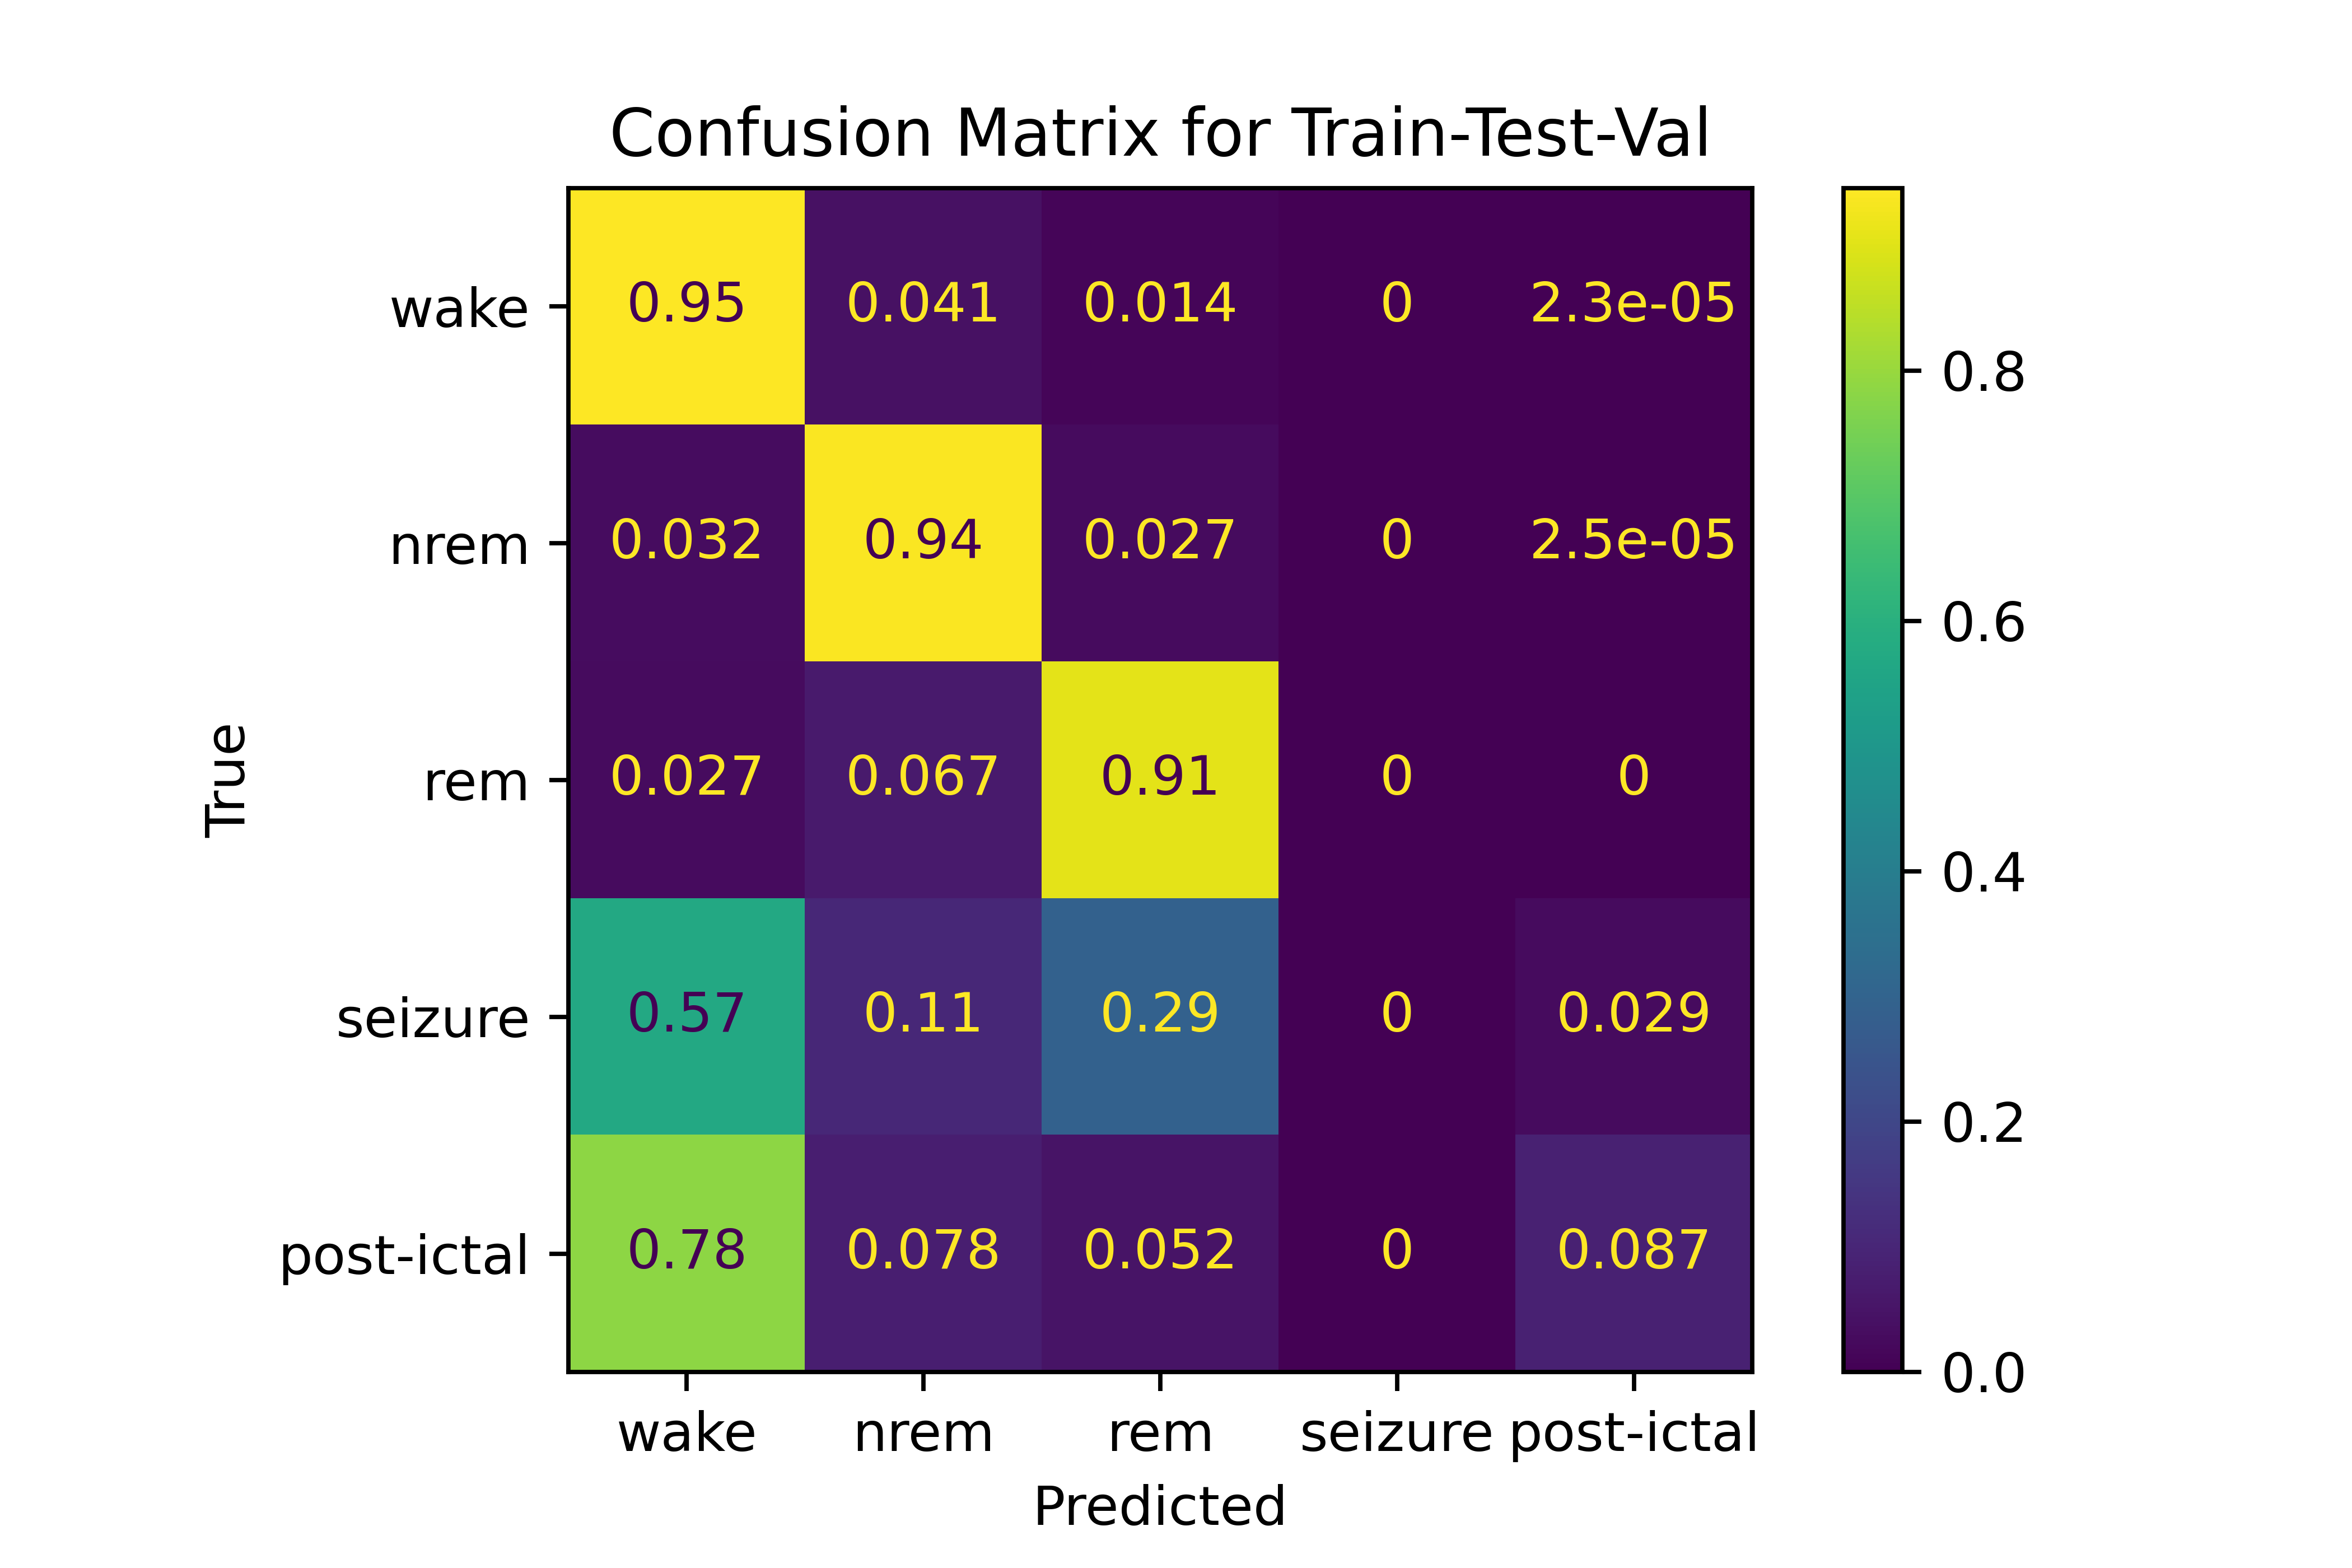 Confusion Matrix for Train-Test-Val
wake 0.95 0.041 0.014 0 2.3e-05
nrem 0.032 0.94 0.027 0 2.5e-05
rem 0.027 0.067 0.91 0 0
seizure 0.57 0.11 0.29 0 0.029
post-ictal 0.78 0.078 0.052 0 0.087
wake nrem rem seizure post-ictal
Predicted
True
0.8
0.6
0.4
0.2
0.0